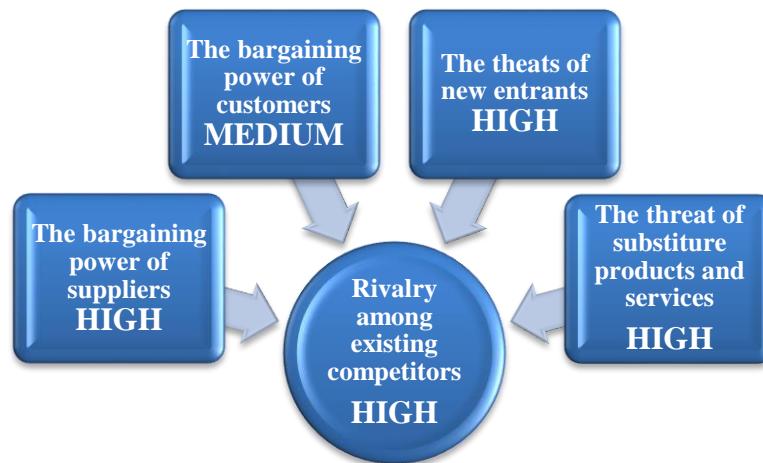 The bargaining
power of
suppliers
HIGH
The bargaining
power of
customers
MEDIUM
The theats of
new entrants
HIGH
The threat of
substiture
products and
services
HIGH
Rivalry
among
existing
competitors
HIGH